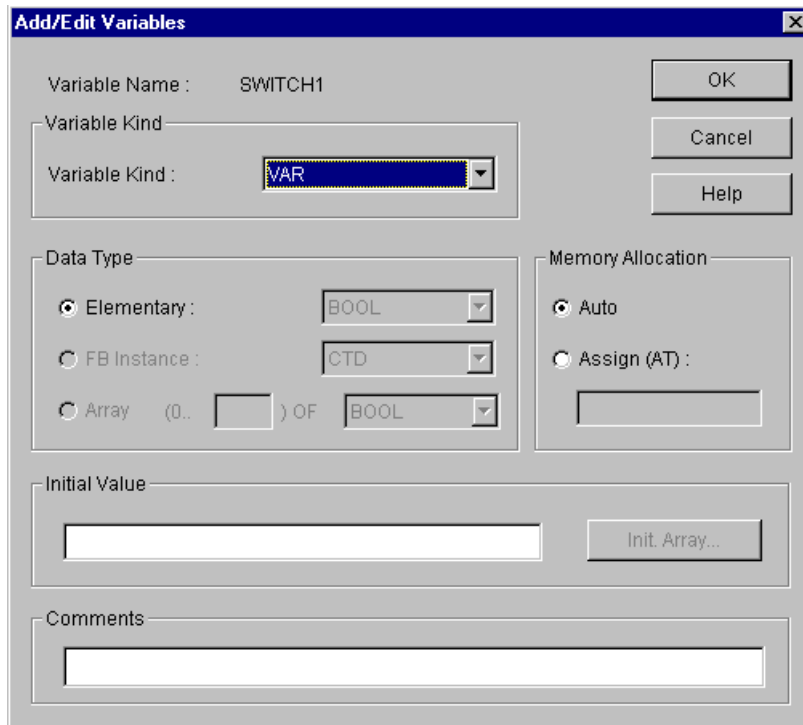 Add/Edit Variables
Variable Name : SWITCH1
OK
Variable Kind
Cancel
Variable Kind : VAR
Help
Data Type
Memory Allocation
Elementary : BOOL
Auto
FB Instance : CTD
Assign (AT) :
Array (0.. ) OF BOOL
Initial Value
Init. Array...
Comments